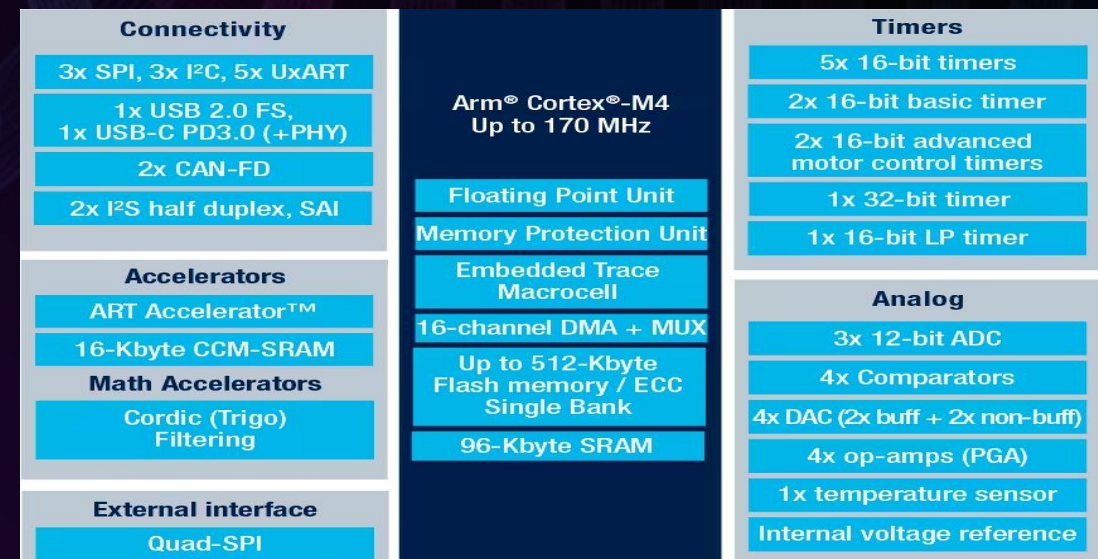 Connectivity
3x SPI, 3x I²C, 5x UxART
1x USB 2.0 FS,
1x USB-C PD3.0 (+PHY)
2x CAN-FD
2x I²S half duplex, SAI
Accelerators
ART Accelerator™
16-Kbyte CCM-SRAM
Math Accelerators
Cordic (Trigo)
Filtering
External interface
Quad-SPI
Arm® Cortex®-M4
Up to 170 MHz
Floating Point Unit
Memory Protection Unit
Embedded Trace
Macrocell
16-channel DMA + MUX
Up to 512-Kbyte
Flash memory / ECC
Single Bank
96-Kbyte SRAM
Timers
5x 16-bit timers
2x 16-bit basic timer
2x 16-bit advanced
motor control timers
1x 32-bit timer
1x 16-bit LP timer
Analog
3x 12-bit ADC
4x Comparators
4x DAC (2x buff + 2x non-buff)
4x op-amps (PGA)
1x temperature sensor
Internal voltage reference